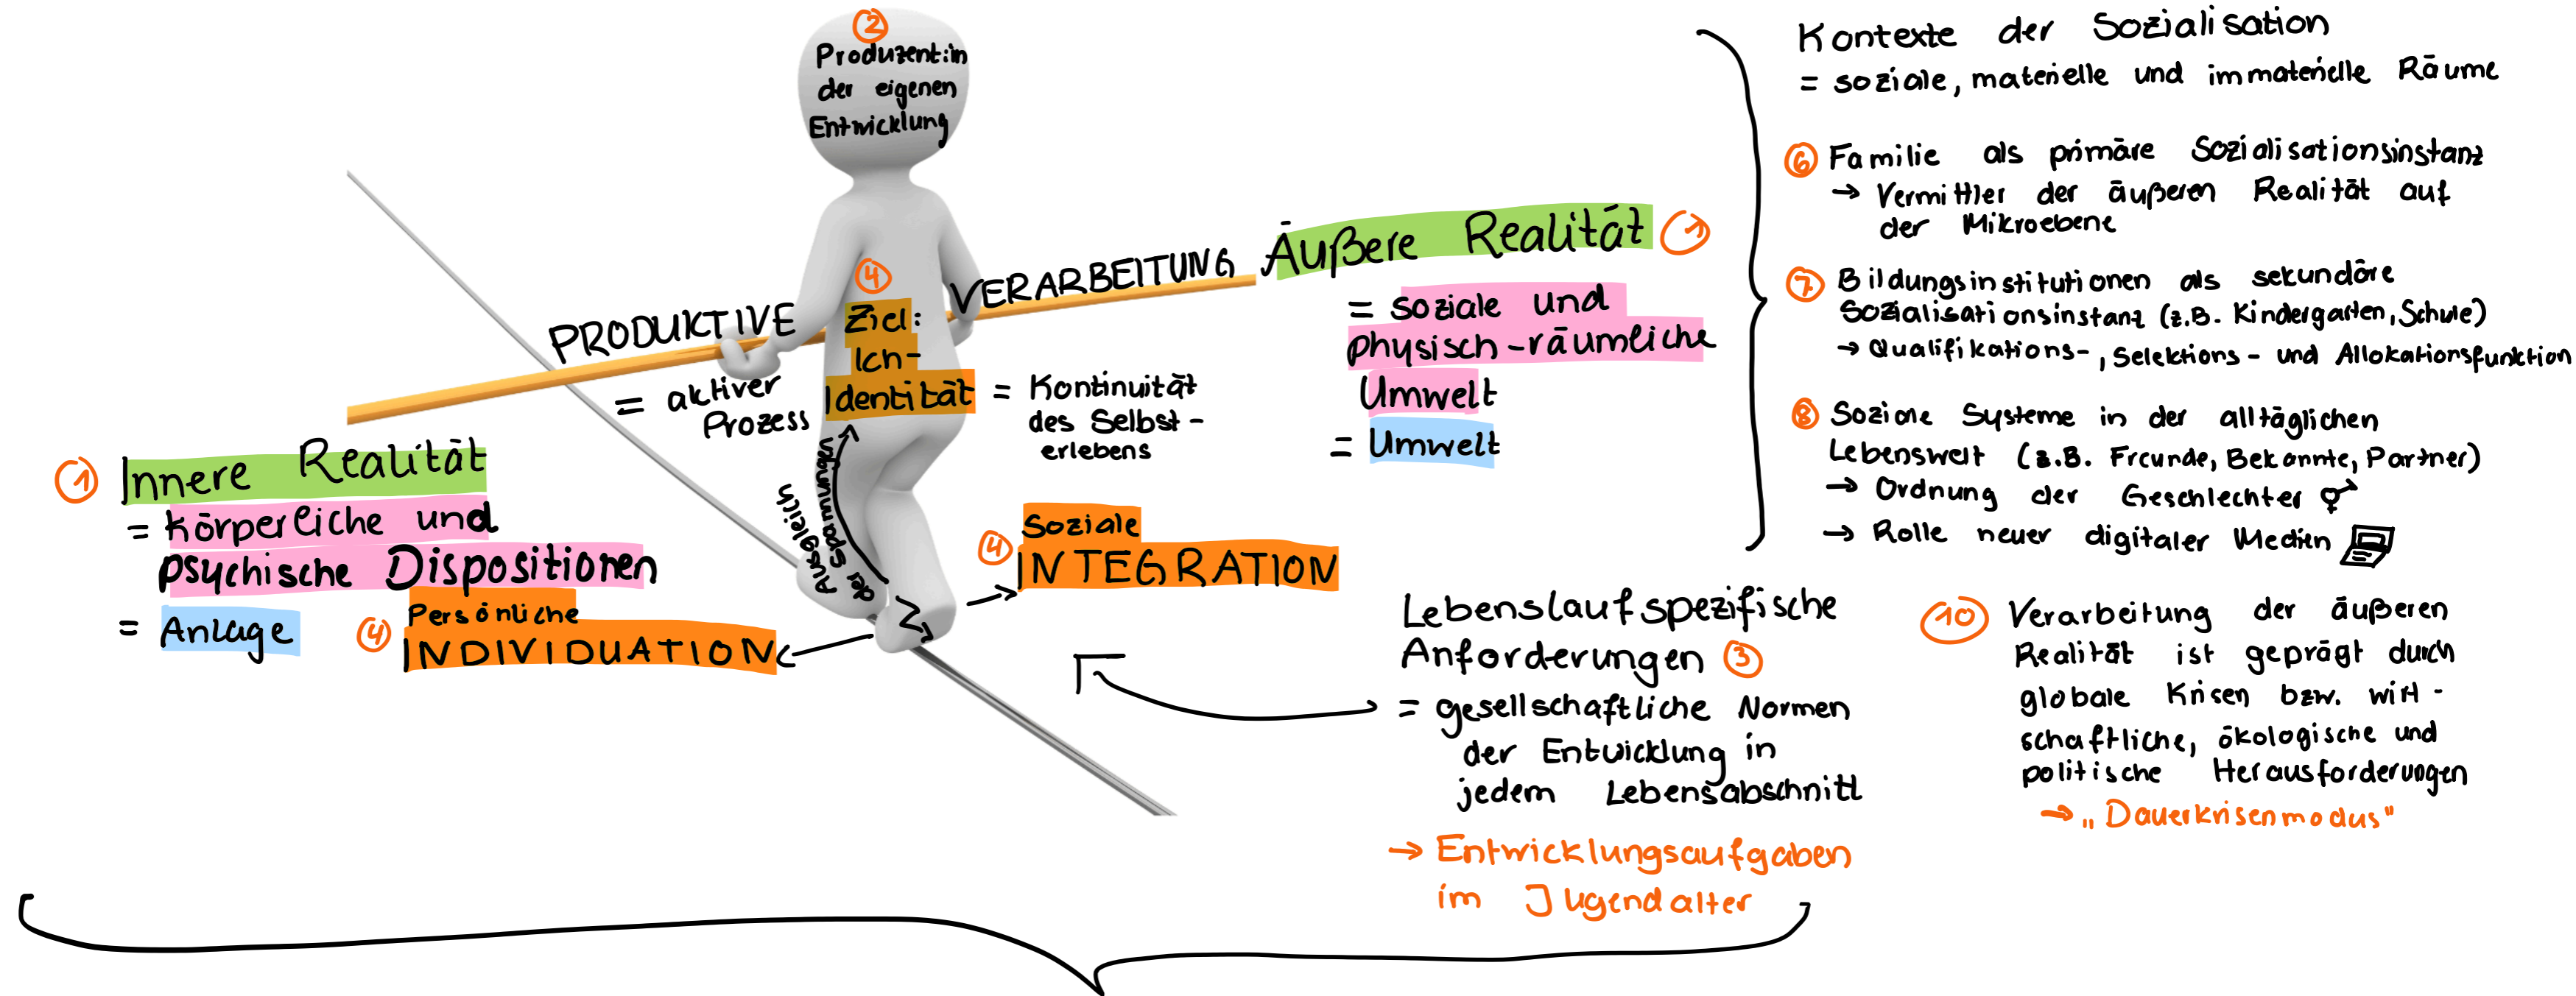 ②
Produzent:in
der eigenen
Entwicklung
PRODUKTIVE
VERARBEITUNG
= aktiver
Prozess
④
Ziel:
Ich-
Identität
= Kontinuität
des Selbst-
erlebens
Ausgleich
der Spannungen
① Innere Realität
= körperliche und
psychische Dispositionen
= Anlage
④ Persönliche
INDIVIDUATION
④ Soziale
INTEGRATION
Äußere Realität ①
= soziale und
physisch-räumliche
Umwelt
= Umwelt
Lebenslaufspezifische
Anforderungen ③
= gesellschaftliche Normen
der Entwicklung in
jedem Lebensabschnitt
→ Entwicklungsaufgaben
im Jugendalter
Kontexte der Sozialisation
= soziale, materielle und immaterielle Räume
⑥ Familie als primäre Sozialisationsinstanz
→ Vermittler der äußeren Realität auf
der Mikroebene
⑦ Bildungsinstitutionen als sekundäre
Sozialisationsinstanz (z.B. Kindergarten, Schule)
→ Qualifikations-, Selektions- und Allokationsfunktion
⑧ Soziale Systeme in der alltäglichen
Lebenswelt (z.B. Freunde, Bekannte, Partner)
→ Ordnung der Geschlechter ⚥
→ Rolle neuer digitaler Medien
⑩ Verarbeitung der äußeren
Realität ist geprägt durch
globale Krisen bzw. wirt-
schaftliche, ökologische und
politische Herausforderungen
→ „Dauerkrisenmodus"